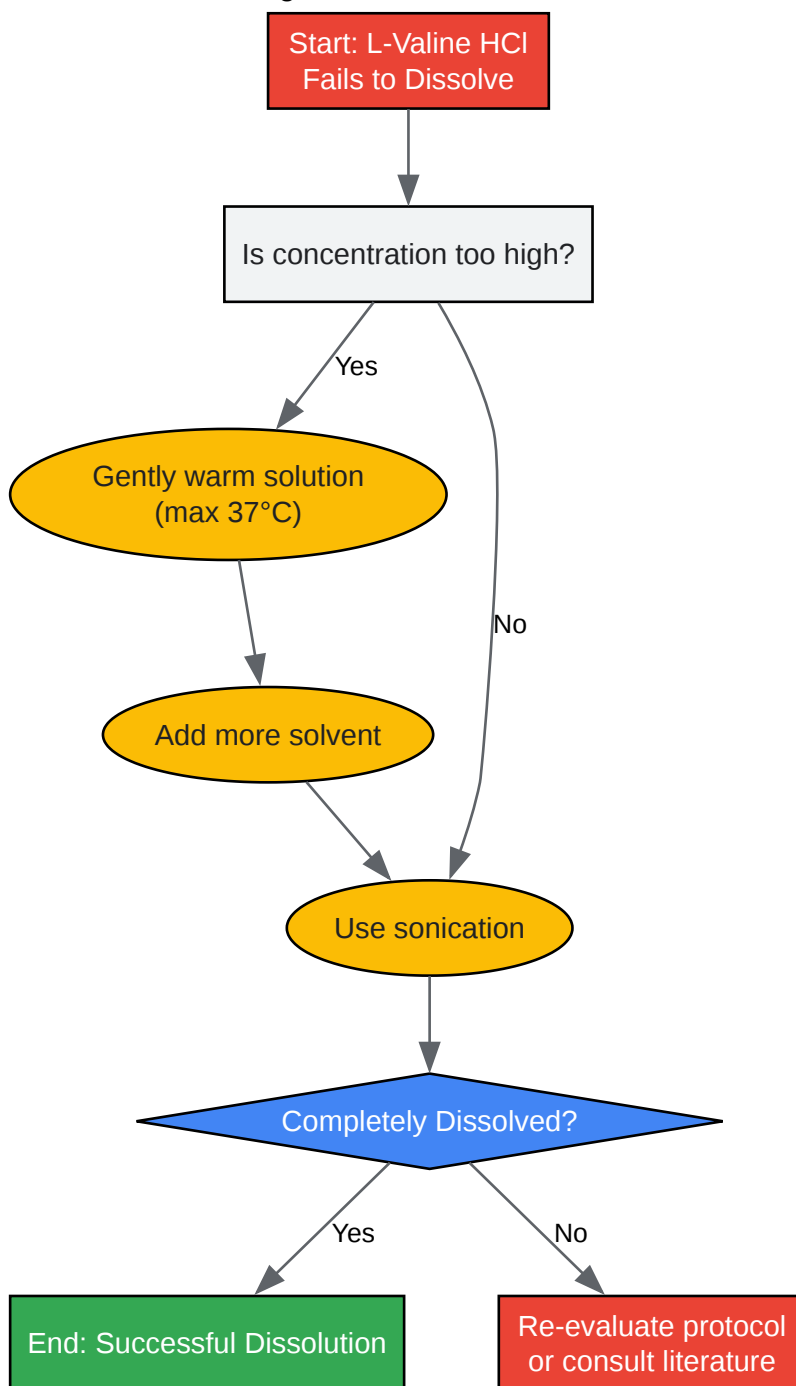 Start: L-Valine HCl
Fails to Dissolve
Is concentration too high?
Yes
Gently warm solution
(max 37°C)
No
Add more solvent
Use sonication
Completely Dissolved?
Yes
No
End: Successful Dissolution
Re-evaluate protocol
or consult literature